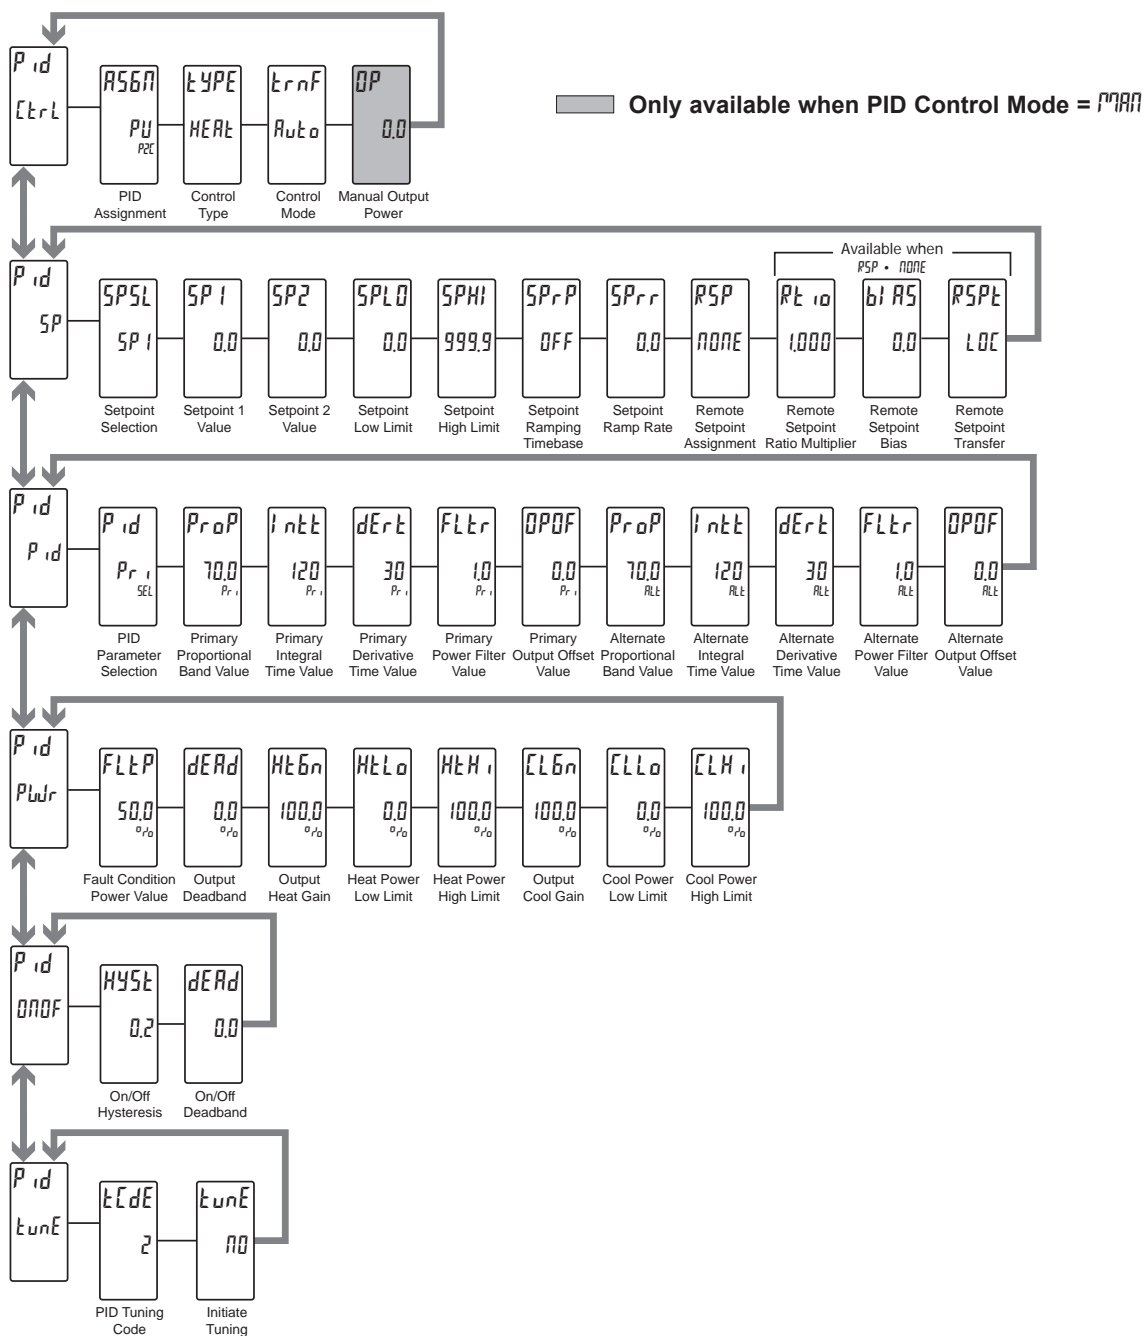 Pid
CtrL
ASGN
PV
P2C
PID
Assignment
tYPE
HEAt
Control
Type
trnF
Auto
Control
Mode
OP
0.0
Manual Output
Power
Only available when PID Control Mode = MAN
Pid
SP
SPSL
SP1
Setpoint
Selection
SP1
0.0
Setpoint 1
Value
SP2
0.0
Setpoint 2
Value
SPLO
0.0
Setpoint
Low Limit
SPHI
999.9
Setpoint
High Limit
SPrP
OFF
Setpoint
Ramping
Timebase
SPrr
0.0
Setpoint
Ramp Rate
RSP
NONE
Remote
Setpoint
Assignment
Available when
RSP • NONE
Rtio
1.000
Remote
Setpoint
Ratio Multiplier
bIAS
0.0
Remote
Setpoint
Bias
RSPt
LOC
Remote
Setpoint
Transfer
Pid
Pid
Pid
Pri
SEL
PID
Parameter
Selection
ProP
70.0
Pri
Primary
Proportional
Band Value
Intt
120
Pri
Primary
Integral
Time Value
dErt
30
Pri
Primary
Derivative
Time Value
FLtr
1.0
Pri
Primary
Power Filter
Value
OPOF
0.0
Pri
Primary
Output Offset
Value
ProP
70.0
ALt
Alternate
Proportional
Band Value
Intt
120
ALt
Alternate
Integral
Time Value
dErt
30
ALt
Alternate
Derivative
Time Value
FLtr
1.0
ALt
Alternate
Power Filter
Value
OPOF
0.0
ALt
Alternate
Output Offset
Value
Pid
PWr
FLtP
50.0
o/o
Fault Condition
Power Value
dEAd
0.0
o/o
Output
Deadband
HtGn
100.0
o/o
Output
Heat Gain
HtLo
0.0
o/o
Heat Power
Low Limit
HtHi
100.0
o/o
Heat Power
High Limit
CLGn
100.0
o/o
Output
Cool Gain
CLLo
0.0
o/o
Cool Power
Low Limit
CLHi
100.0
o/o
Cool Power
High Limit
Pid
ONOF
HYSt
0.2
On/Off
Hysteresis
dEAd
0.0
On/Off
Deadband
Pid
tunE
tCdE
2
PID Tuning
Code
tunE
NO
Initiate
Tuning